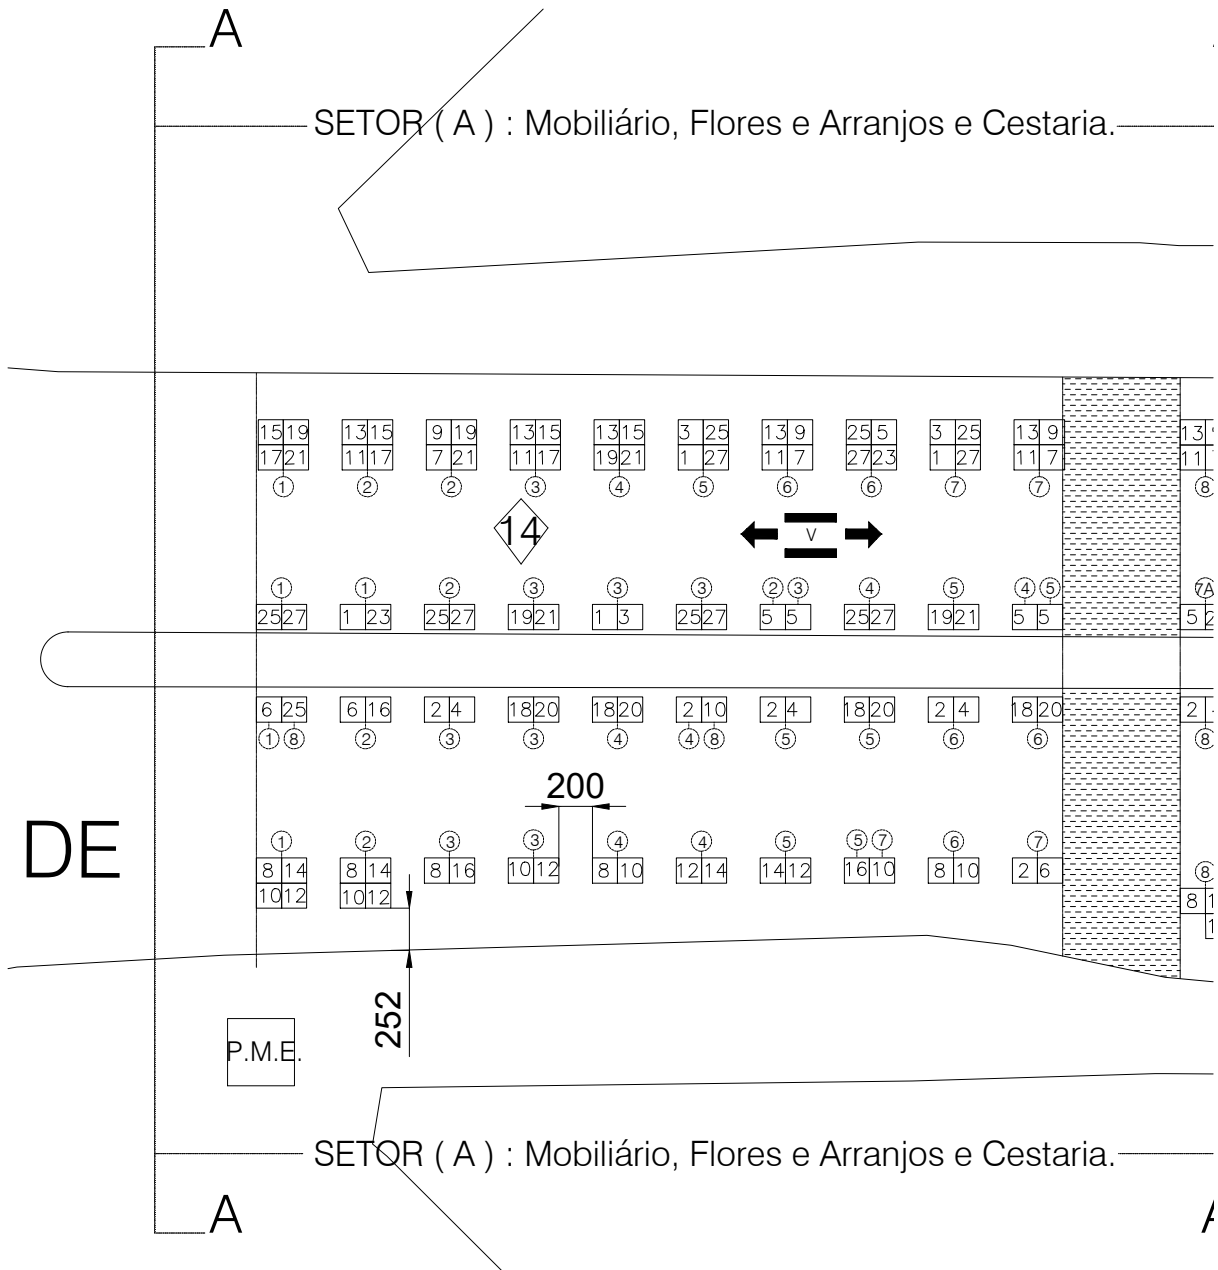 A
SETOR ( A ) : Mobiliário, Flores e Arranjos e Cestaria.
15 19 13 15 9 19 13 15 13 15 3 25 13 9 25 5 3 25 13 9 13
17 21 11 17 7 21 11 17 19 21 1 27 11 7 27 23 1 27 11 7 11
1 2 2 3 4 5 6 6 7 7 8
14
V
1 1 2 3 3 3 2 3 4 5 4 5 7A
25 27 1 23 25 27 19 21 1 3 25 27 5 5 25 27 19 21 5 5 5 2
6 25 6 16 2 4 18 20 18 20 2 10 2 4 18 20 2 4 18 20 2
1 8 2 3 3 4 4 8 5 5 6 6 8
200
DE
1 2 3 3 4 4 5 5 7 6 7 8
8 14 8 14 8 16 10 12 8 10 12 14 14 12 16 10 8 10 2 6
10 12 10 12 8
252
P.M.E.
SETOR ( A ) : Mobiliário, Flores e Arranjos e Cestaria.
A